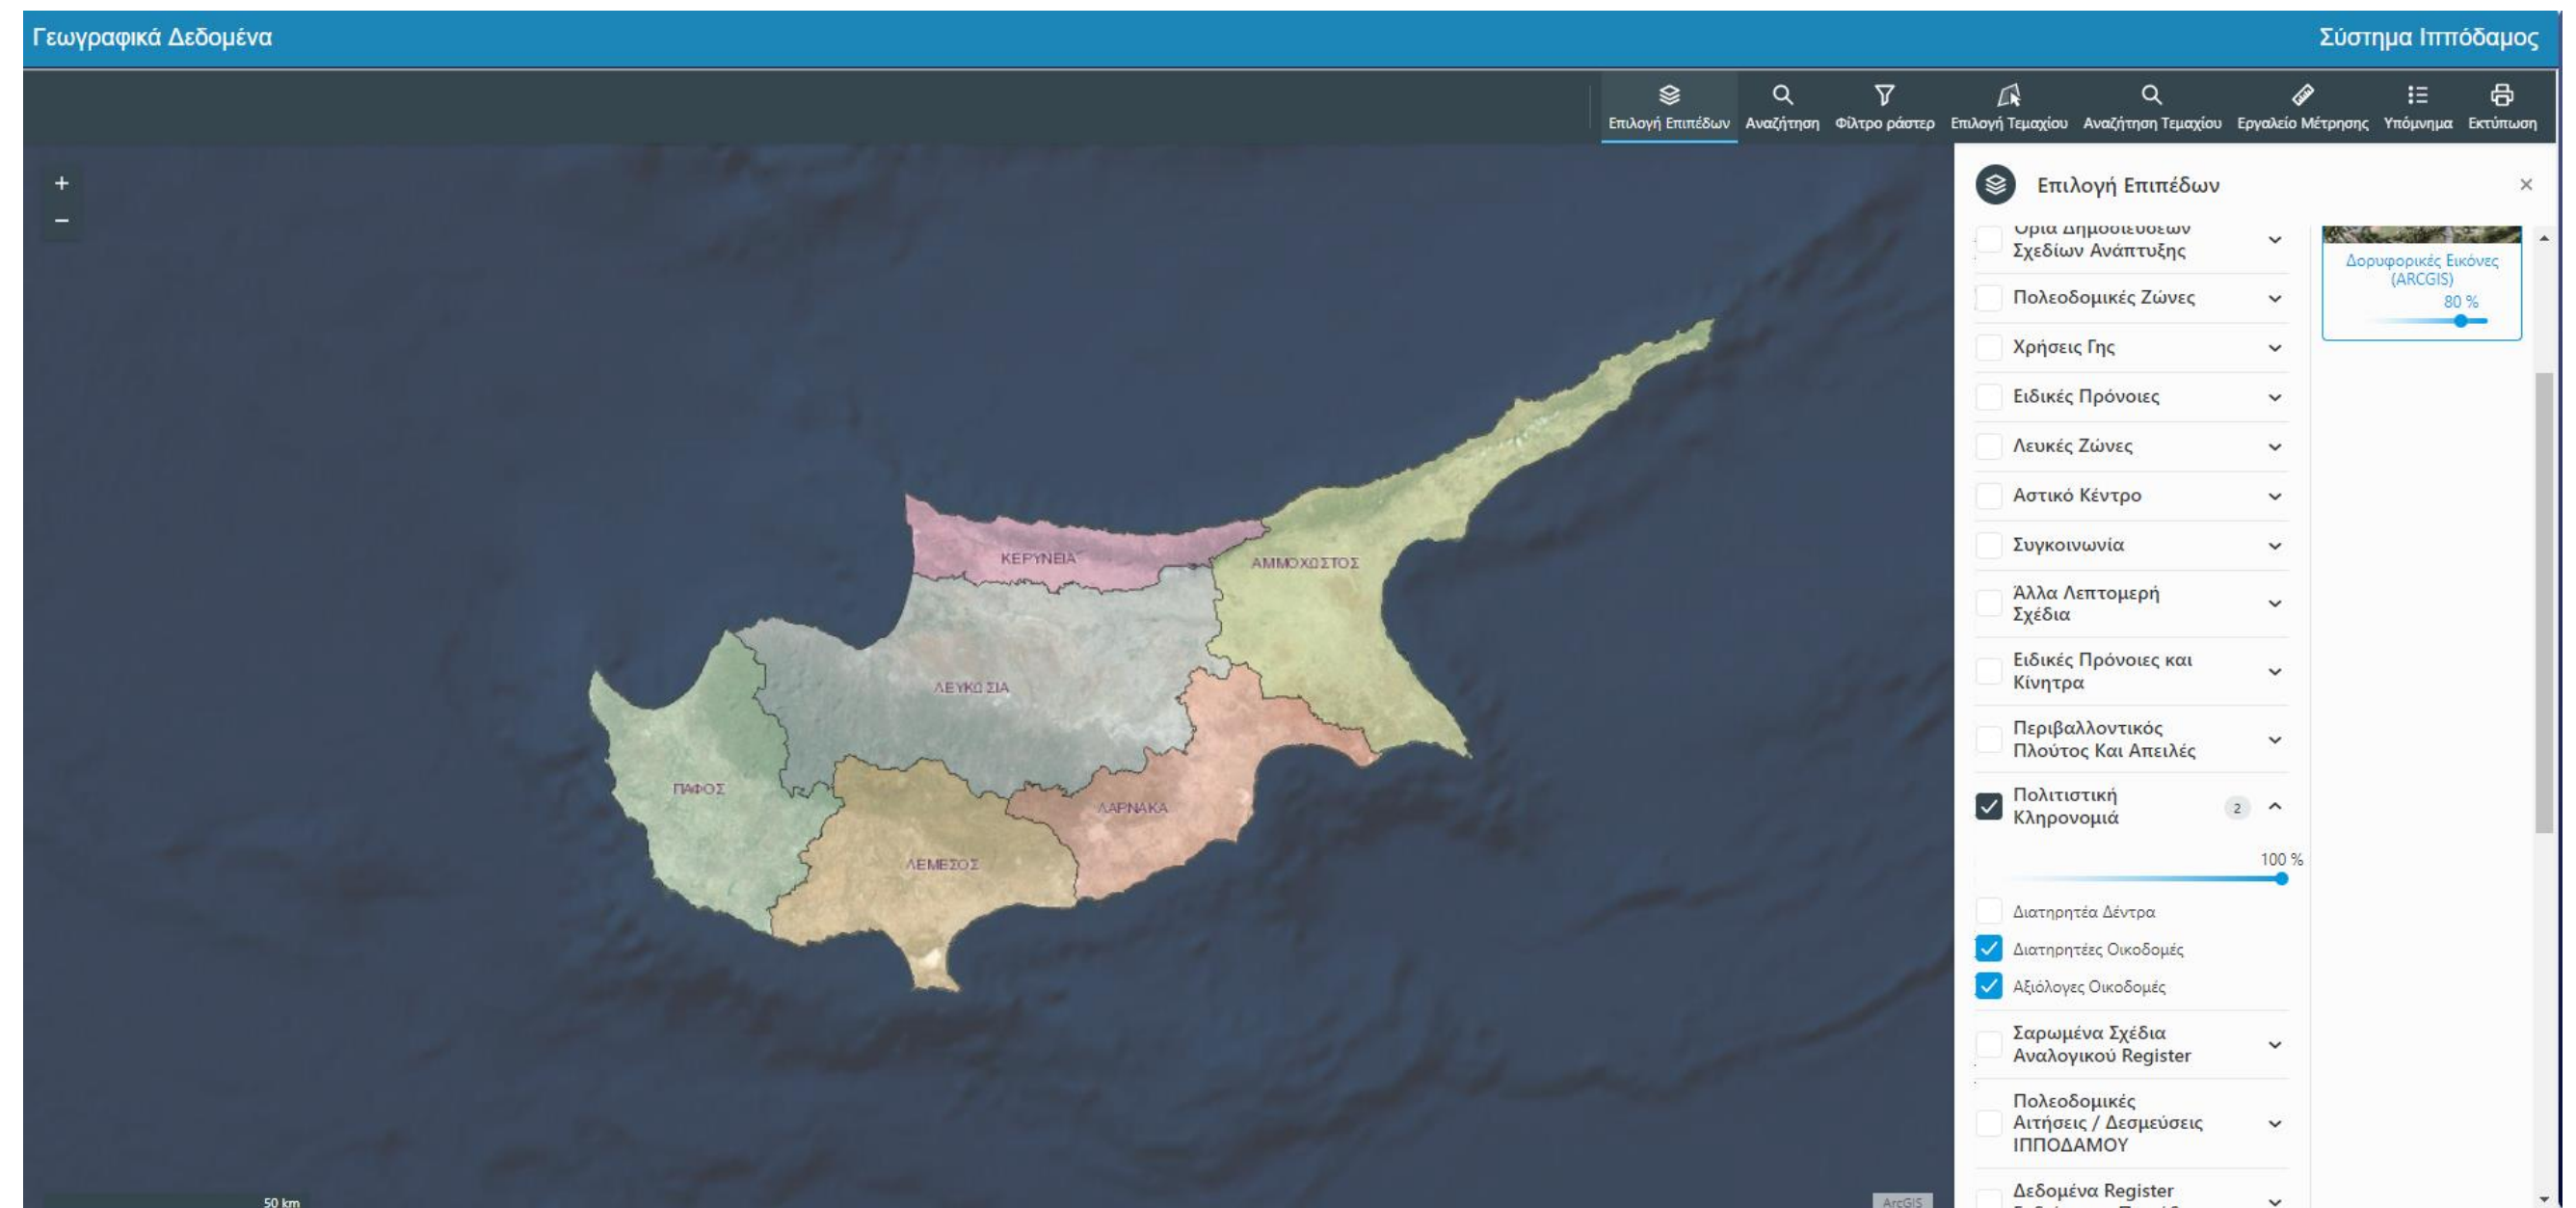 Γεωγραφικά Δεδομένα
Σύστημα Ιππόδαμος
Επιλογή Επιπέδων
Αναζήτηση
Φίλτρο ράστερ
Επιλογή Τεμαχίου
Αναζήτηση Τεμαχίου
Εργαλείο Μέτρησης
Υπόμνημα
Εκτύπωση
+
−
Επιλογή Επιπέδων
Όρια Δημοσιεύσεων
Σχεδίων Ανάπτυξης
Πολεοδομικές Ζώνες
Χρήσεις Γης
Ειδικές Πρόνοιες
Λευκές Ζώνες
Αστικό Κέντρο
Συγκοινωνία
Άλλα Λεπτομερή
Σχέδια
Ειδικές Πρόνοιες και
Κίνητρα
Περιβαλλοντικός
Πλούτος Και Απειλές
Πολιτιστική
Κληρονομιά
2
100 %
Διατηρητέα Δέντρα
Διατηρητέες Οικοδομές
Αξιόλογες Οικοδομές
Σαρωμένα Σχέδια
Αναλογικού Register
Πολεοδομικές
Αιτήσεις / Δεσμεύσεις
ΙΠΠΟΔΑΜΟΥ
Δεδομένα Register
Δορυφορικές Εικόνες
(ARCGIS)
80 %
ΚΕΡΥΝΕΙΑ
ΑΜΜΟΧΩΣΤΟΣ
ΛΕΥΚΩΣΙΑ
ΠΑΦΟΣ
ΛΑΡΝΑΚΑ
ΛΕΜΕΣΟΣ
50 km
ArcGIS